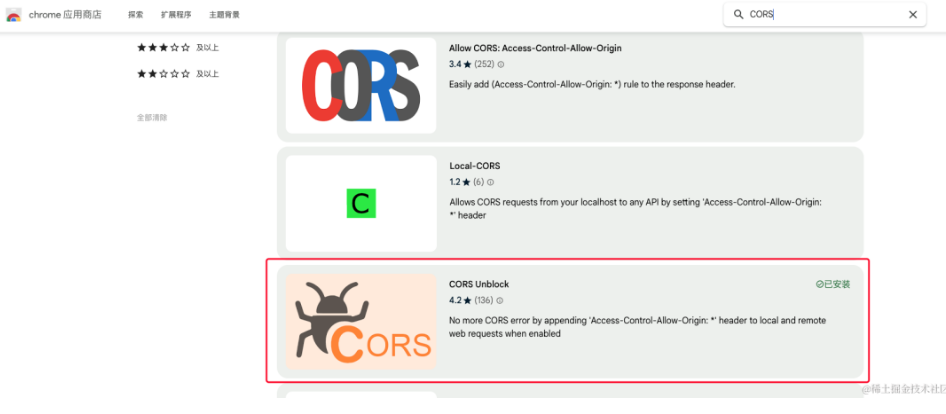 chrome 应用商店 探索 扩展程序 主题背景 CORS
★★★☆☆ 及以上
★★☆☆☆ 及以上
全部清除
CORS
Allow CORS: Access-Control-Allow-Origin
3.4 ★ (252)
Easily add (Access-Control-Allow-Origin: *) rule to the response header.
C
Local-CORS
1.2 ★ (6)
Allows CORS requests from your localhost to any API by setting 'Access-Control-Allow-Origin:
*' header
CORS
CORS Unblock
已安装
4.2 ★ (136)
No more CORS error by appending 'Access-Control-Allow-Origin: *' header to local and remote
web requests when enabled
@稀土掘金技术社区